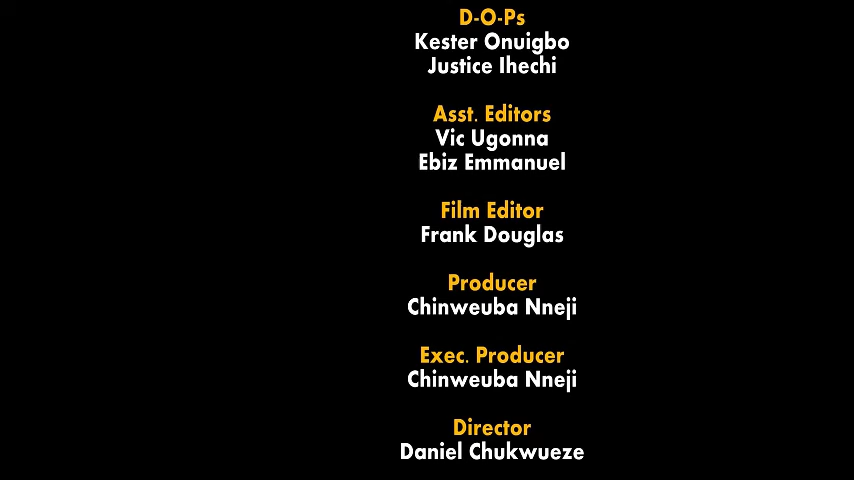 D-O-Ps
Kester Onuigbo
Justice Ihechi
Asst. Editors
Vic Ugonna
Ebiz Emmanuel
Film Editor
Frank Douglas
Producer
Chinweuba Nneji
Exec. Producer
Chinweuba Nneji
Director
Daniel Chukwueze